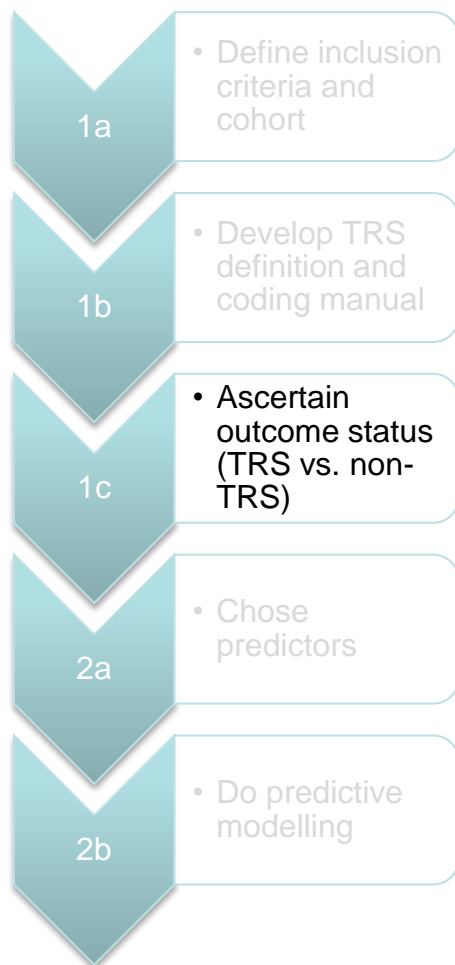 1a
• Define inclusion
criteria and
cohort
1b
• Develop TRS
definition and
coding manual
1c
• Ascertain
outcome status
(TRS vs. non-
TRS)
2a
• Chose
predictors
2b
• Do predictive
modelling